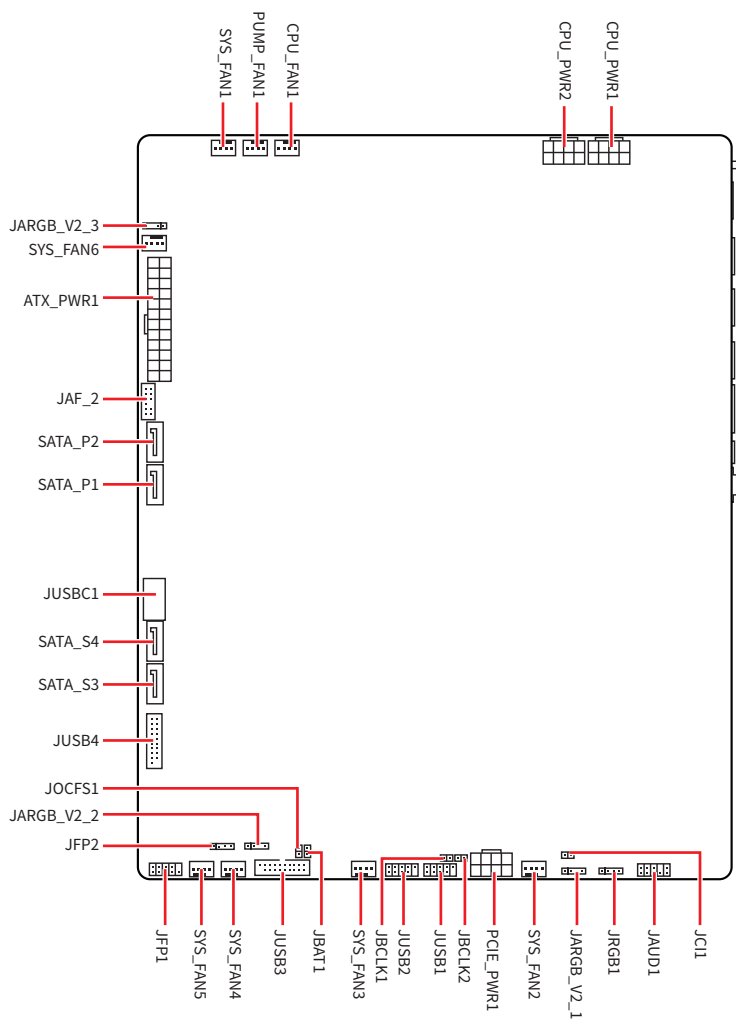 SYS_FAN1
PUMP_FAN1
CPU_FAN1
CPU_PWR2
CPU_PWR1
JARGB_V2_3
SYS_FAN6
ATX_PWR1
JAF_2
SATA_P2
SATA_P1
JUSBC1
SATA_S4
SATA_S3
JUSB4
JOCFS1
JARGB_V2_2
JFP2
JFP1
SYS_FAN5
SYS_FAN4
JUSB3
JBAT1
SYS_FAN3
JBCLK1
JUSB2
JUSB1
JBCLK2
PCIE_PWR1
SYS_FAN2
JARGB_V2_1
JRGB1
JAUD1
JCI1